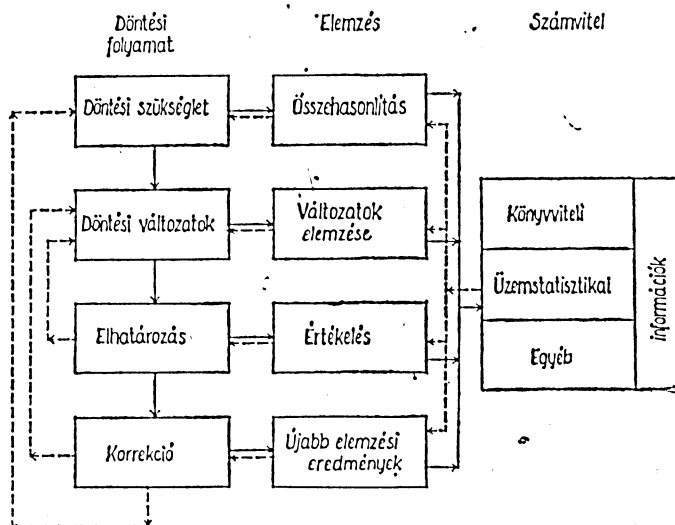 Döntési
folyamat
Elemzés
Számvitel
Döntési szükséglet
Összehasonlítás
Döntési változatok
Változatok
elemzése
Könyvviteli
Üzemstatisztikai
Egyéb
információk
Elhatározás
Értékelés
Korrekció
Újabb elemzési
eredmények